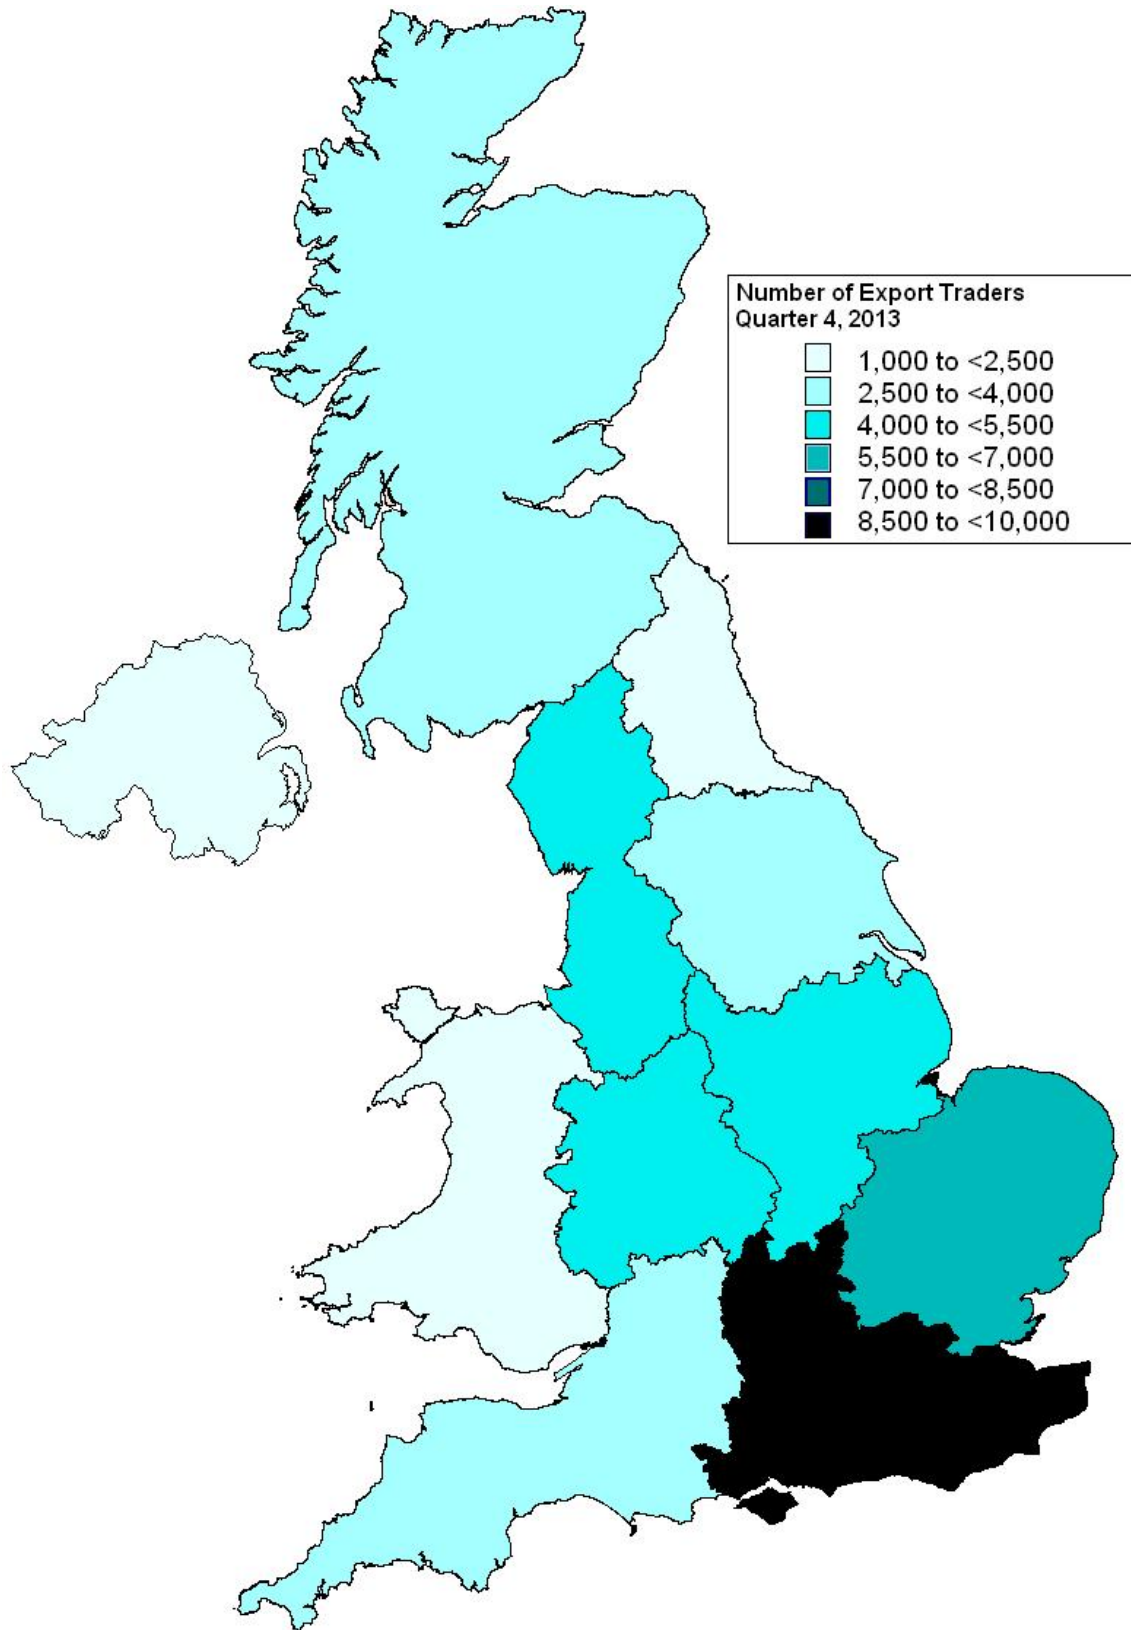 Number of Export Traders
Quarter 4, 2013
1,000 to <2,500
2,500 to <4,000
4,000 to <5,500
5,500 to <7,000
7,000 to <8,500
8,500 to <10,000